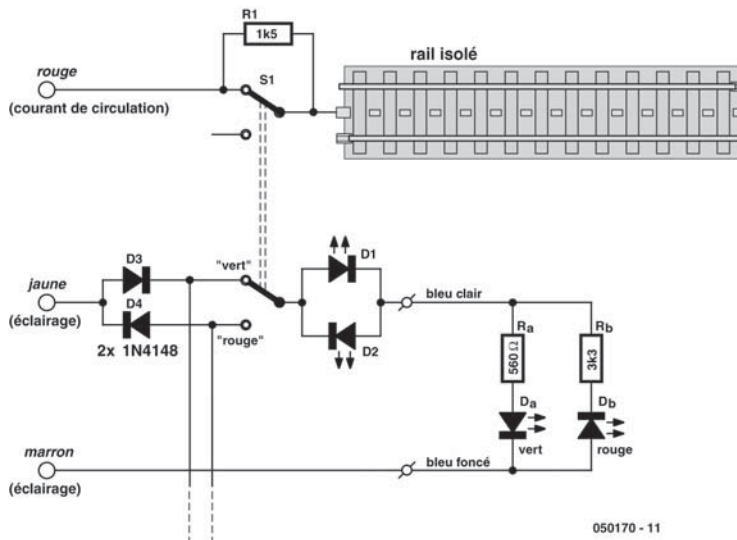 R1
1k5
rail isolé
rouge
(courant de circulation)
S1
D3
"vert"
D1
jaune
(éclairage)
D4
2x 1N4148
"rouge"
D2
bleu clair
Ra
560 Ω
Rb
3k3
Da
vert
Db
rouge
marron
(éclairage)
bleu foncé
050170 - 11